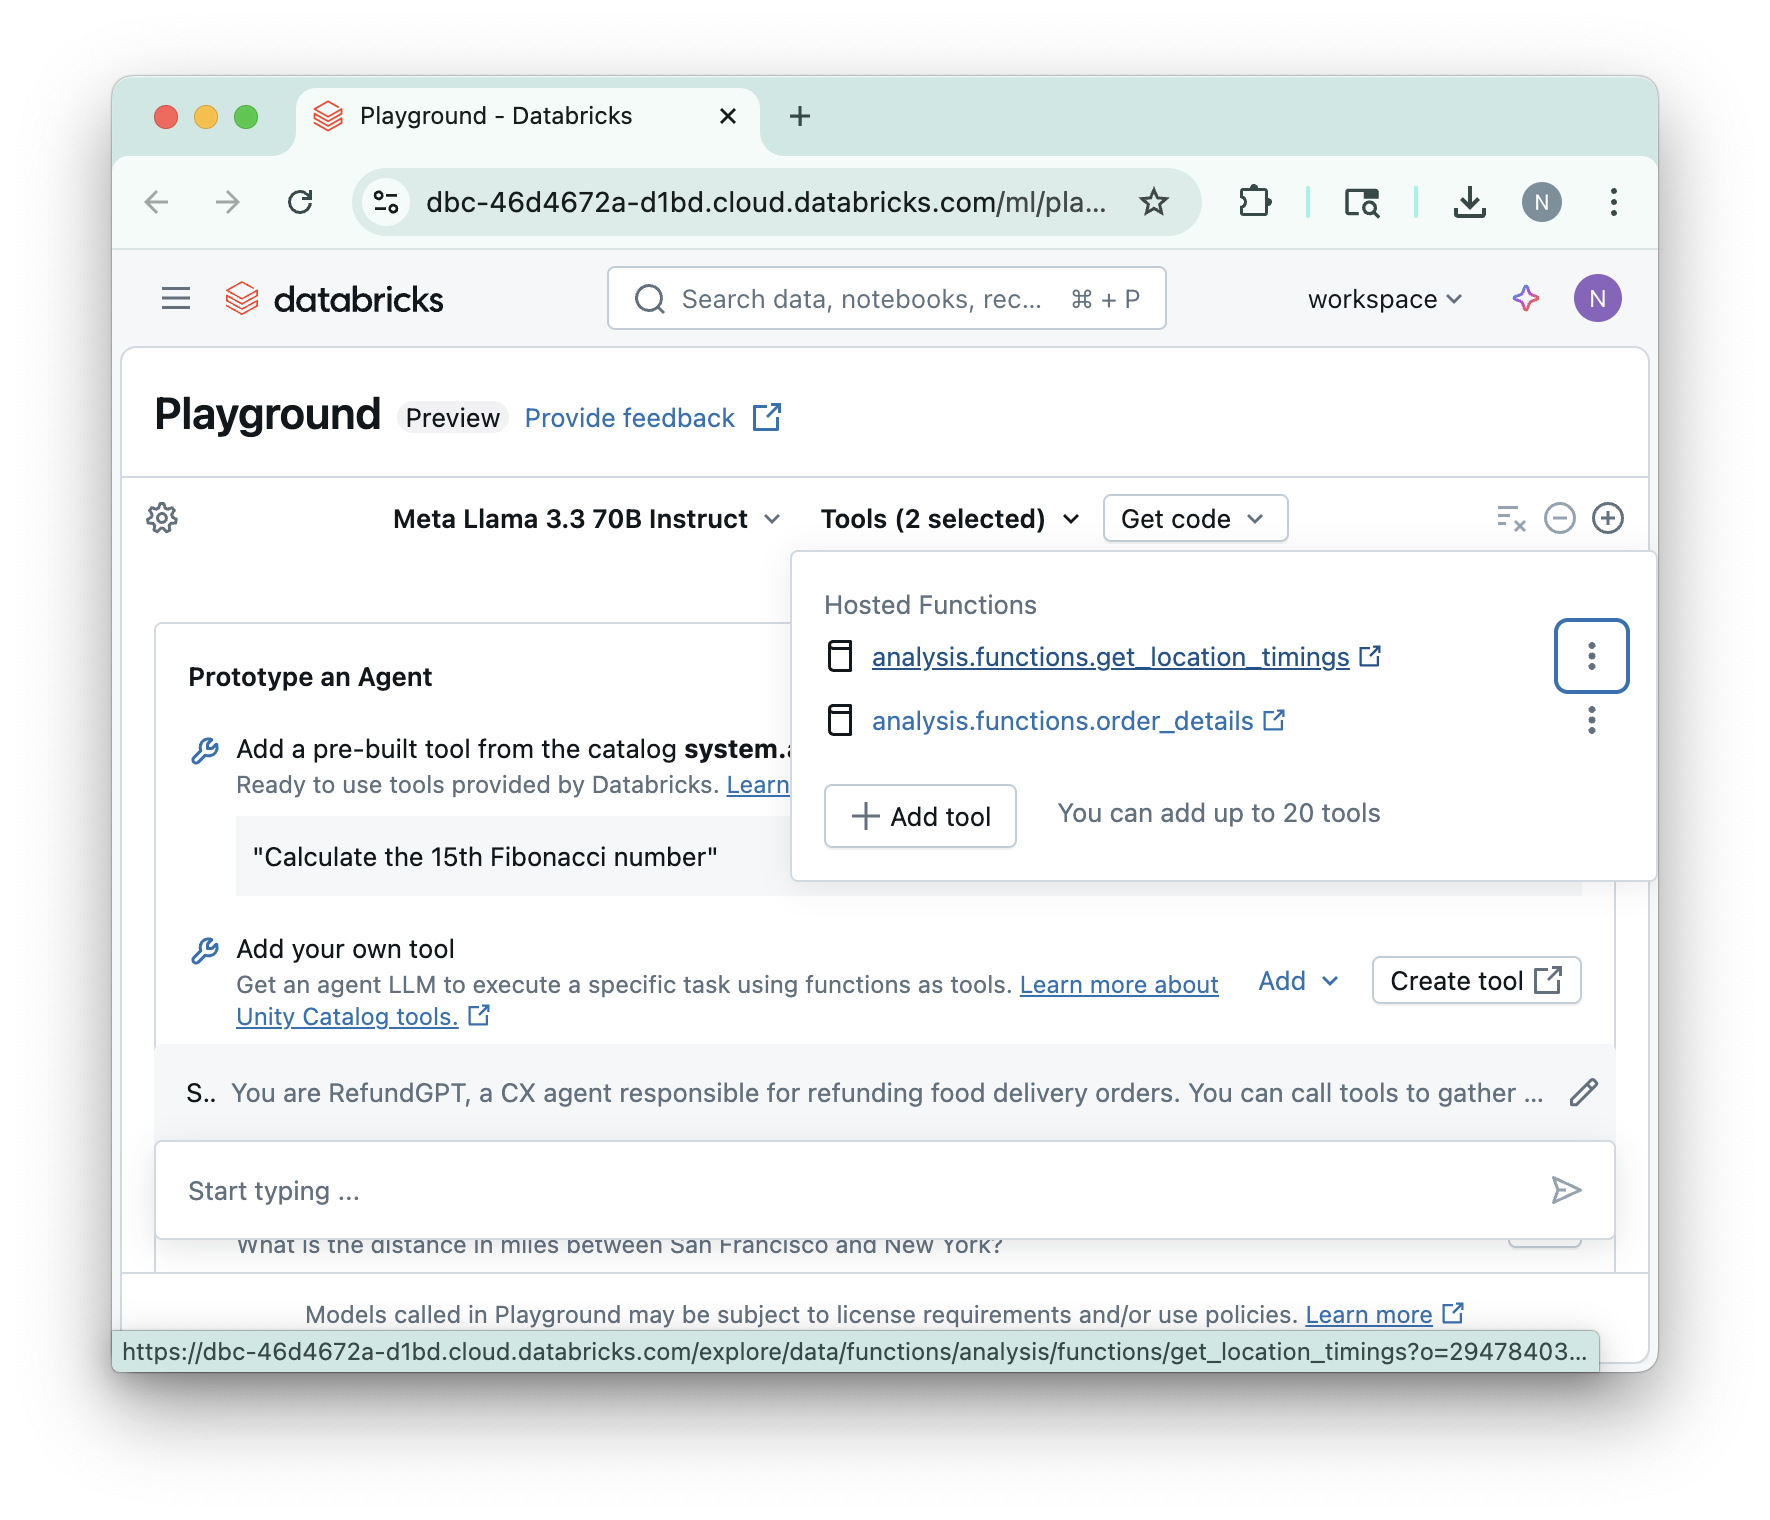 Playground - Databricks
dbc-46d4672a-d1bd.cloud.databricks.com/ml/pla...
N
databricks
Search data, notebooks, rec... ⌘ + P
workspace
N
Playground Preview Provide feedback
Meta Llama 3.3 70B Instruct Tools (2 selected) Get code
Hosted Functions
analysis.functions.get_location_timings
analysis.functions.order_details
Add tool You can add up to 20 tools
Prototype an Agent
Add a pre-built tool from the catalog system.
Ready to use tools provided by Databricks. Learn
"Calculate the 15th Fibonacci number"
Add your own tool
Get an agent LLM to execute a specific task using functions as tools. Learn more about
Unity Catalog tools.
Add Create tool
S.. You are RefundGPT, a CX agent responsible for refunding food delivery orders. You can call tools to gather ...
Start typing ...
What is the distance in miles between San Francisco and New York?
Models called in Playground may be subject to license requirements and/or use policies. Learn more
https://dbc-46d4672a-d1bd.cloud.databricks.com/explore/data/functions/analysis/functions/get_location_timings?o=29478403...